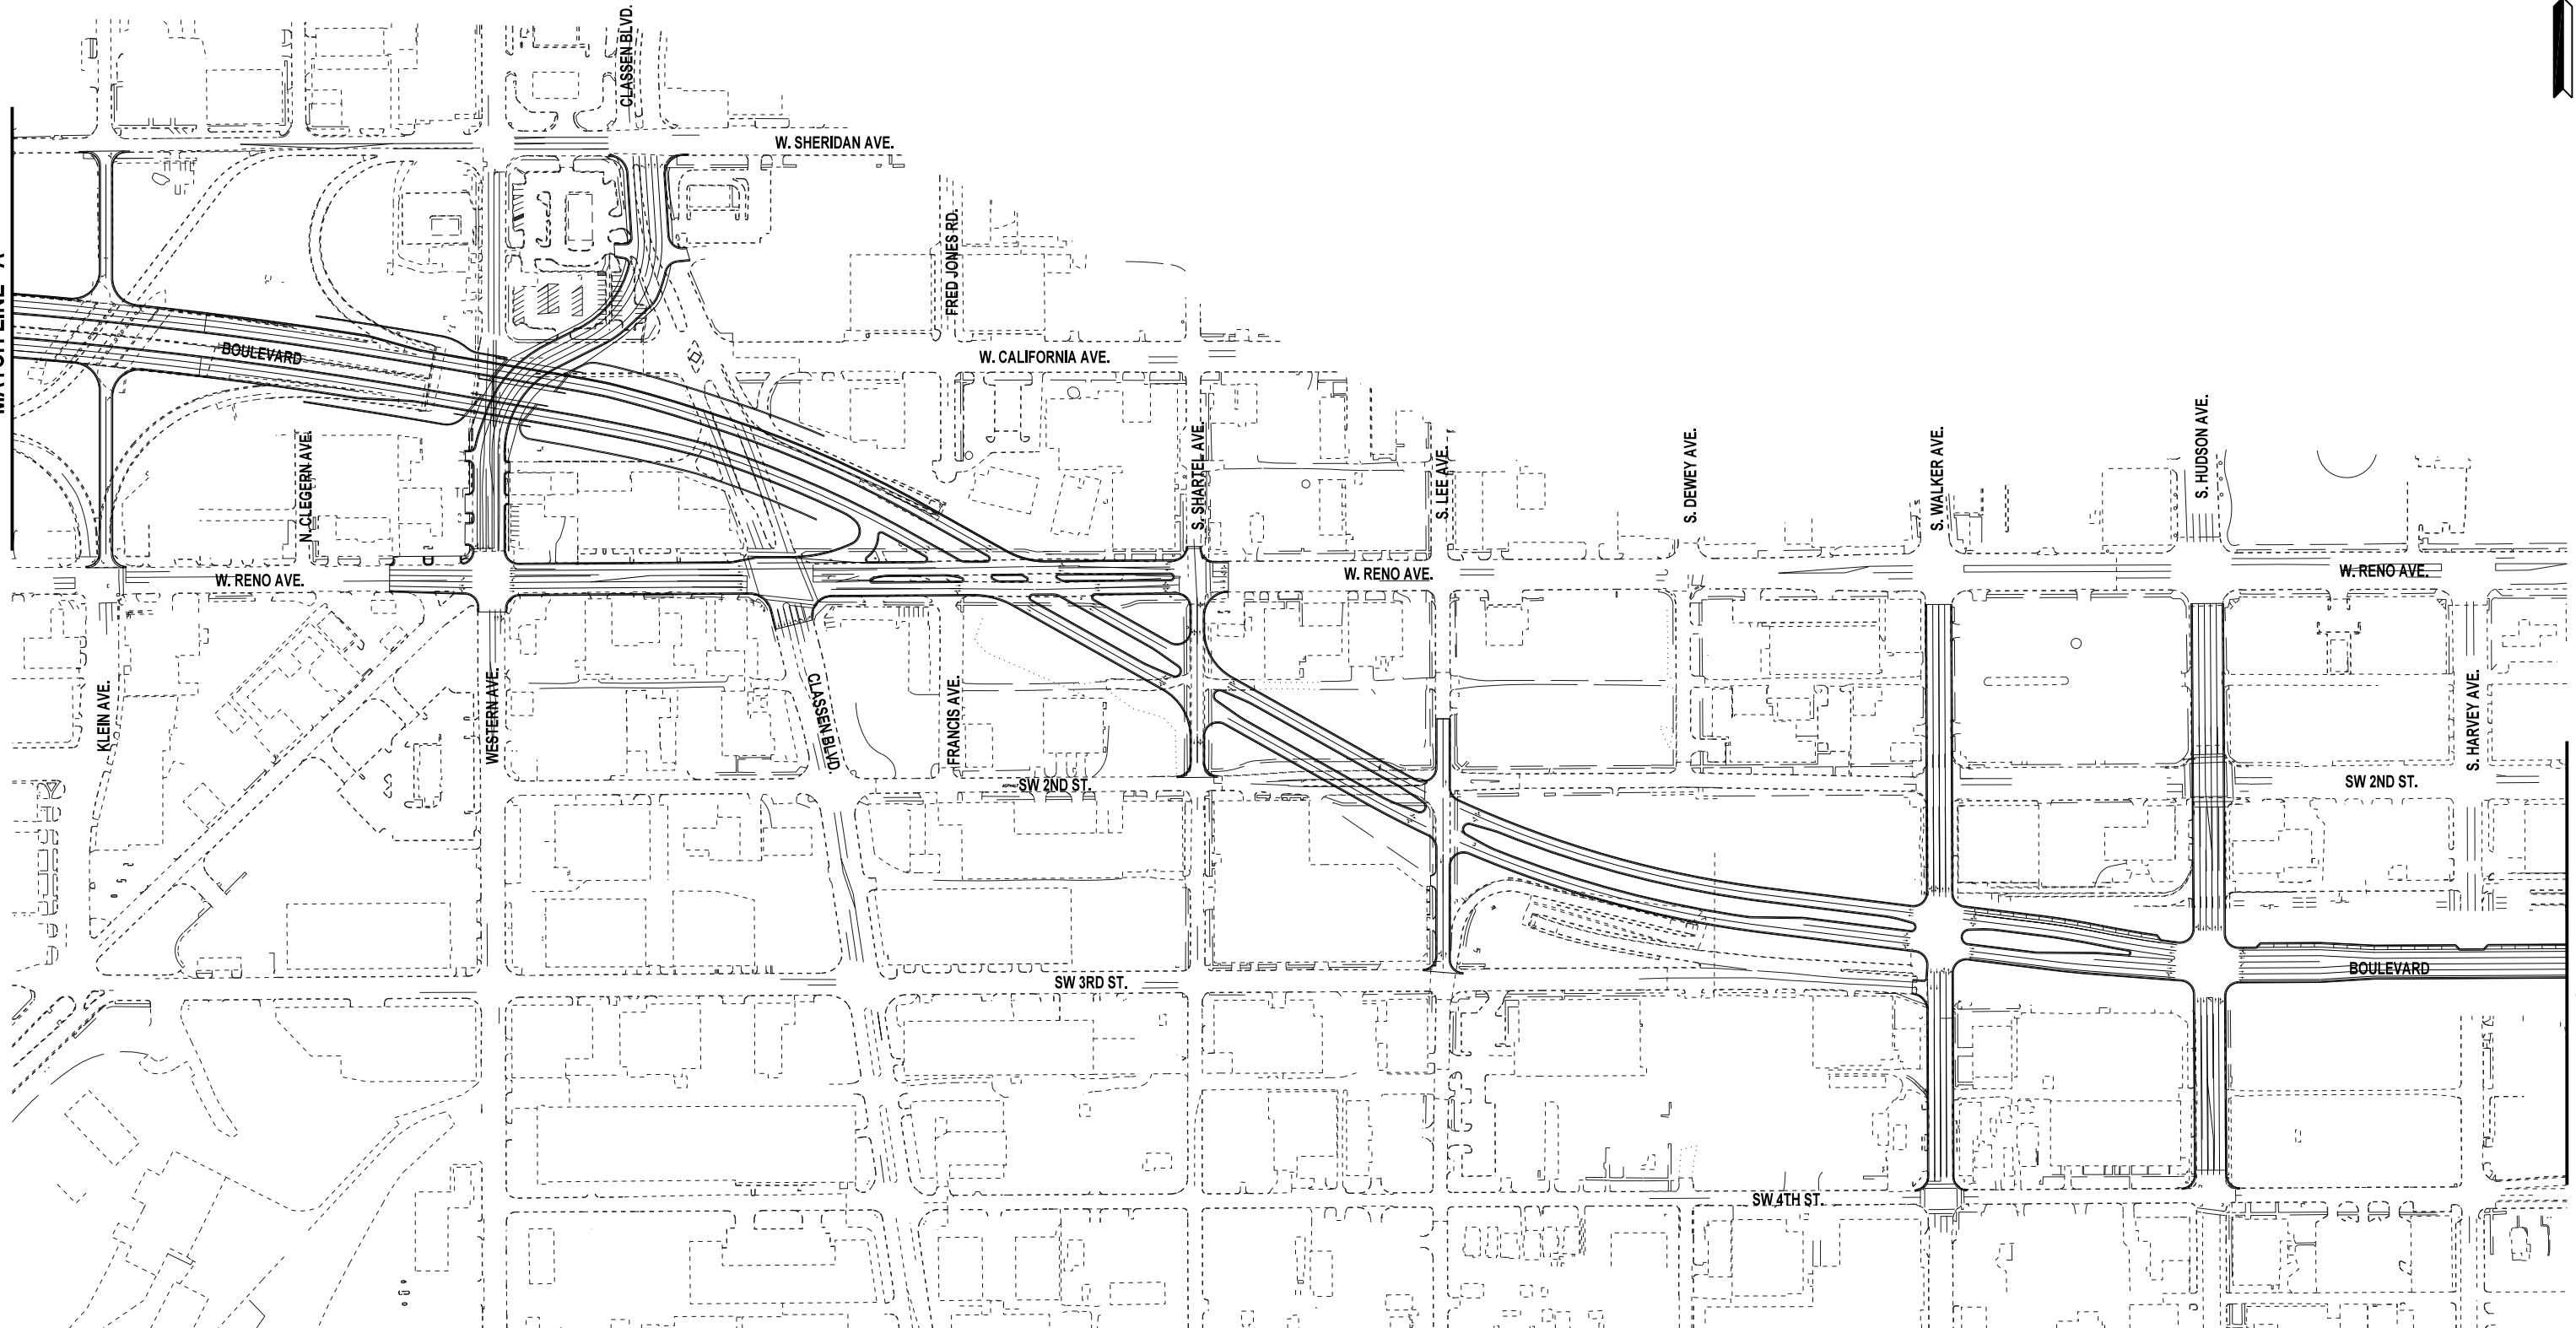 CLASSEN BLVD.
W. SHERIDAN AVE.
FRED JONES RD.
BOULEVARD
W. CALIFORNIA AVE.
N. CLEGERN AVE.
S. SHARTEL AVE.
S. LEE AVE.
S. DEWEY AVE.
S. WALKER AVE.
S. HUDSON AVE.
W. RENO AVE.
W. RENO AVE.
W. RENO AVE.
KLEIN AVE.
WESTERN AVE.
CLASSEN BLVD.
FRANCIS AVE.
S. HARVEY AVE.
SW 2ND ST.
SW 2ND ST.
SW 3RD ST.
BOULEVARD
SW 4TH ST.